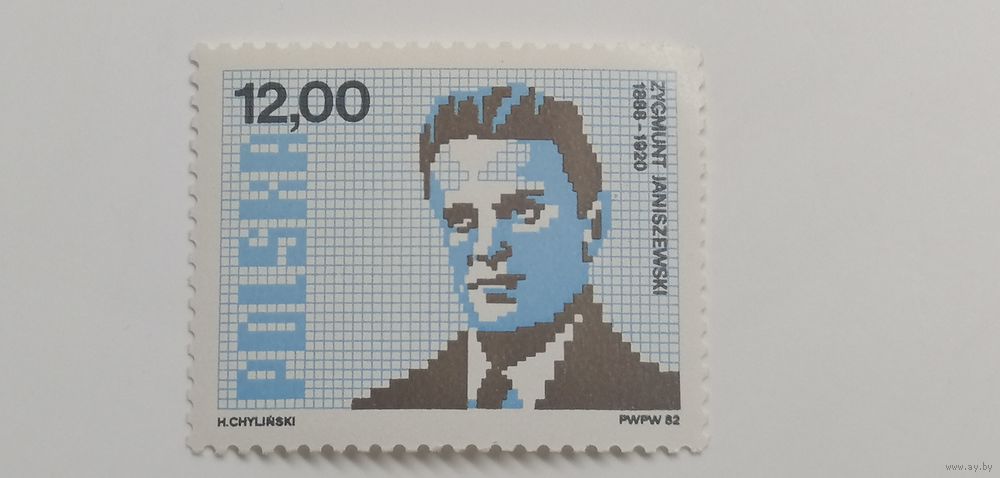 12,00
POLSKA
ZYGMUNT JANISZEWSKI
1888-1920
H.CHYLIŃSKI
PWPW 82
www.ay.by